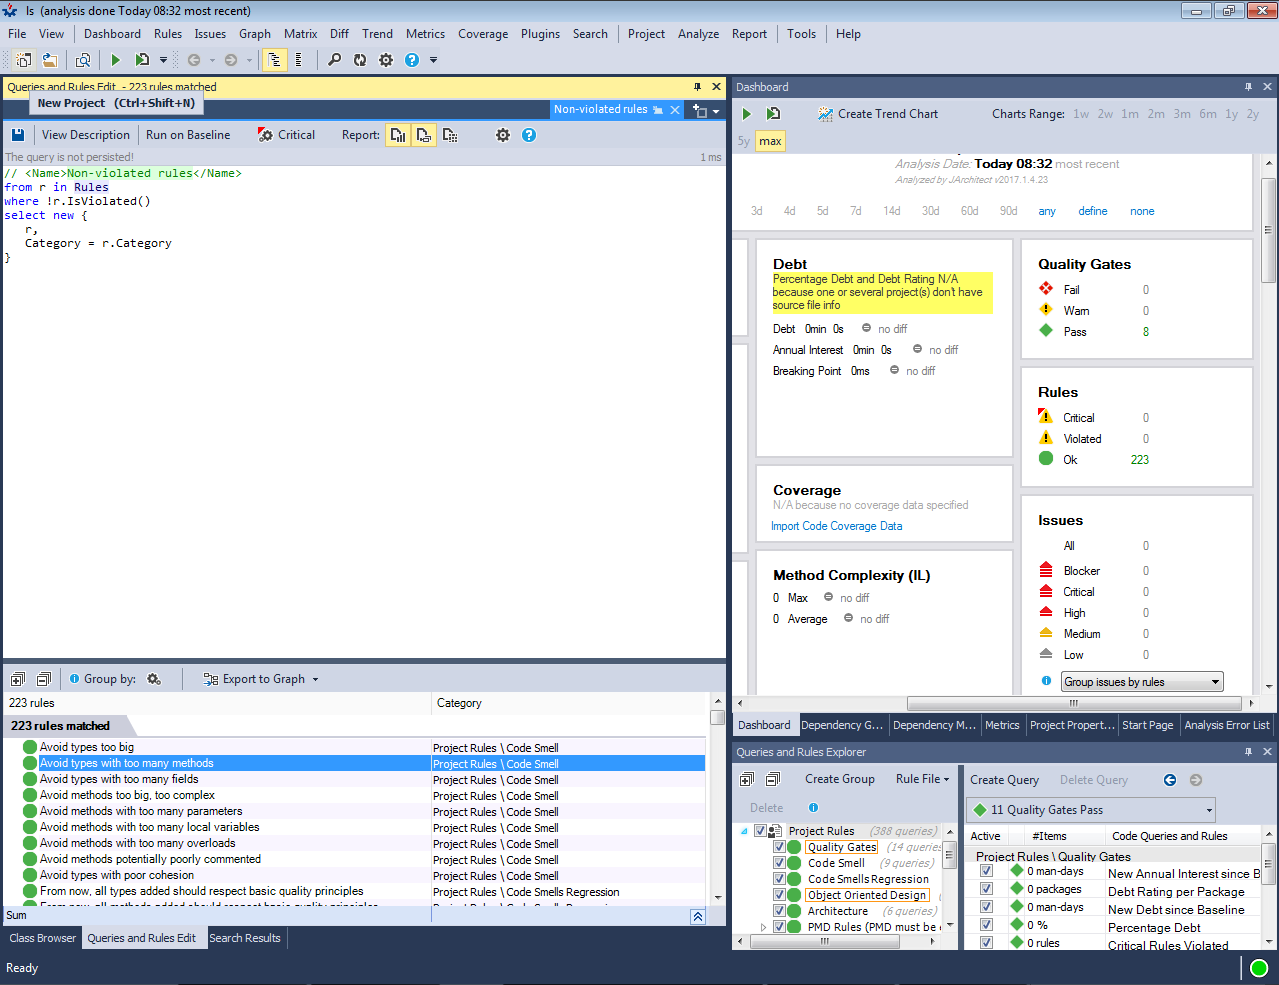 ls (analysis done Today 08:32 most recent)
File View Dashboard Rules Issues Graph Matrix Diff Trend Metrics Coverage Plugins Search Project Analyze Report Tools Help
Queries and Rules Edit - 223 rules matched
New Project (Ctrl+Shift+N)
Non-violated rules
View Description Run on Baseline Critical Report:
The query is not persisted! 1 ms
// <Name>Non-violated rules</Name>
from r in Rules
where !r.IsViolated()
select new {
r,
Category = r.Category
}
Group by: Export to Graph
223 rules Category
223 rules matched
Avoid types too big Project Rules \ Code Smell
Avoid types with too many methods Project Rules \ Code Smell
Avoid types with too many fields Project Rules \ Code Smell
Avoid methods too big, too complex Project Rules \ Code Smell
Avoid methods with too many parameters Project Rules \ Code Smell
Avoid methods with too many local variables Project Rules \ Code Smell
Avoid methods with too many overloads Project Rules \ Code Smell
Avoid methods potentially poorly commented Project Rules \ Code Smell
Avoid types with poor cohesion Project Rules \ Code Smell
From now, all types added should respect basic quality principles Project Rules \ Code Smells Regression
From now, all methods added should respect basic quality principles Project Rules \ Code Smells Regression
Sum
Class Browser Queries and Rules Edit Search Results
Ready
Dashboard
Create Trend Chart Charts Range: 1w 2w 1m 2m 3m 6m 1y 2y
5y max
Analysis Date: Today 08:32 most recent
Analyzed by JArchitect v2017.1.4.23
3d 4d 5d 7d 14d 30d 60d 90d any define none
Debt
Percentage Debt and Debt Rating N/A
because one or several project(s) don't have
source file info
Debt 0min 0s no diff
Annual Interest 0min 0s no diff
Breaking Point 0ms no diff
Coverage
N/A because no coverage data specified
Import Code Coverage Data
Method Complexity (IL)
0 Max no diff
0 Average no diff
Quality Gates
Fail 0
Warn 0
Pass 8
Rules
Critical 0
Violated 0
Ok 223
Issues
All 0
Blocker 0
Critical 0
High 0
Medium 0
Low 0
Group issues by rules
Dashboard Dependency G... Dependency M... Metrics Project Propert... Start Page Analysis Error List
Queries and Rules Explorer
Create Group Rule File
Delete
Project Rules (388 queries)
Quality Gates (14 queries
Code Smell (9 queries)
Code Smells Regression
Object Oriented Design
Architecture (6 queries)
PMD Rules (PMD must be
Create Query Delete Query
11 Quality Gates Pass
Active #Items Code Queries and Rules
Project Rules \ Quality Gates
0 man-days New Annual Interest since B
0 packages Debt Rating per Package
0 man-days New Debt since Baseline
0 % Percentage Debt
0 rules Critical Rules Violated